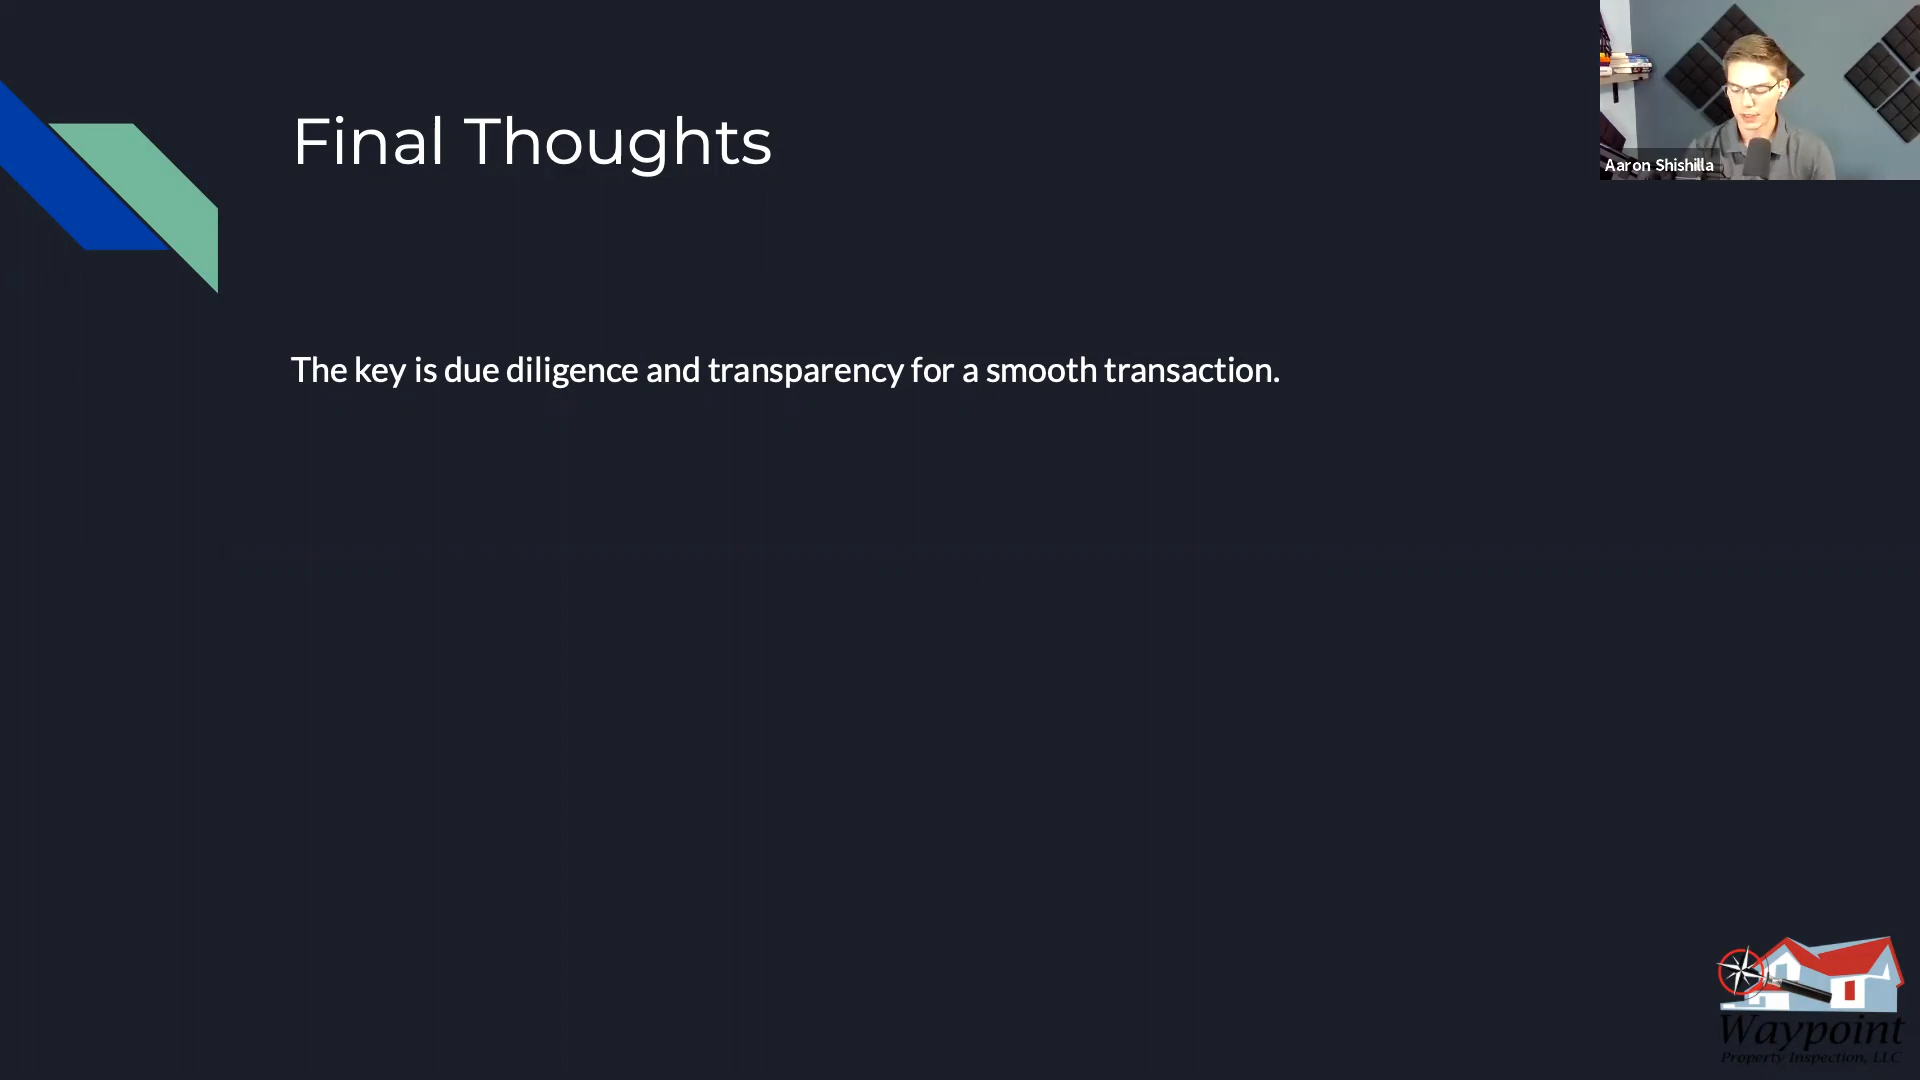 Final Thoughts
Aaron Shishilla
The key is due diligence and transparency for a smooth transaction.
Waypoint
Property Inspection, LLC